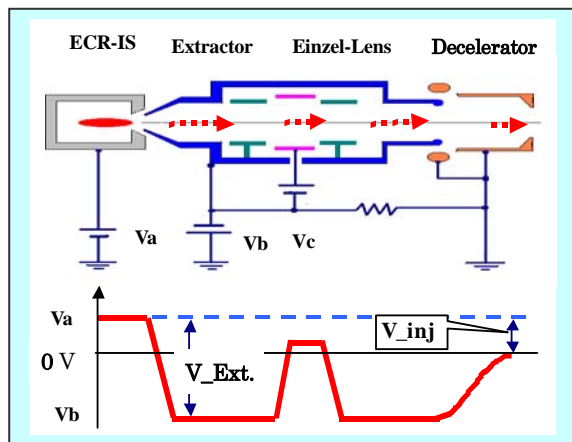 ECR-IS Extractor Einzel-Lens Decelerator
Va Vb Vc
Va
V_inj
0 V
V_Ext.
Vb